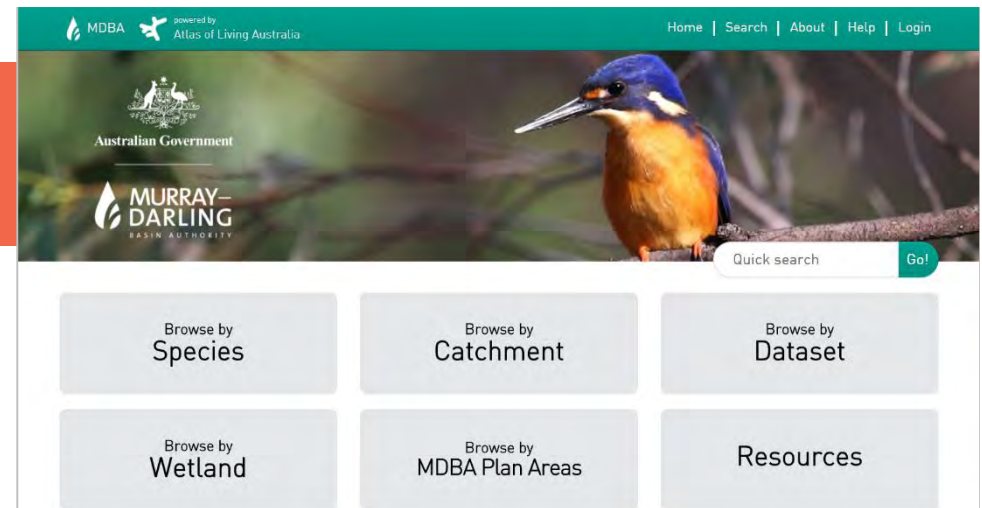 MDBA
powered by
Atlas of Living Australia
Home | Search | About | Help | Login
Australian Government
MURRAY–
DARLING
BASIN AUTHORITY
Quick search
Go!
Browse by
Species
Browse by
Catchment
Browse by
Dataset
Browse by
Wetland
Browse by
MDBA Plan Areas
Resources